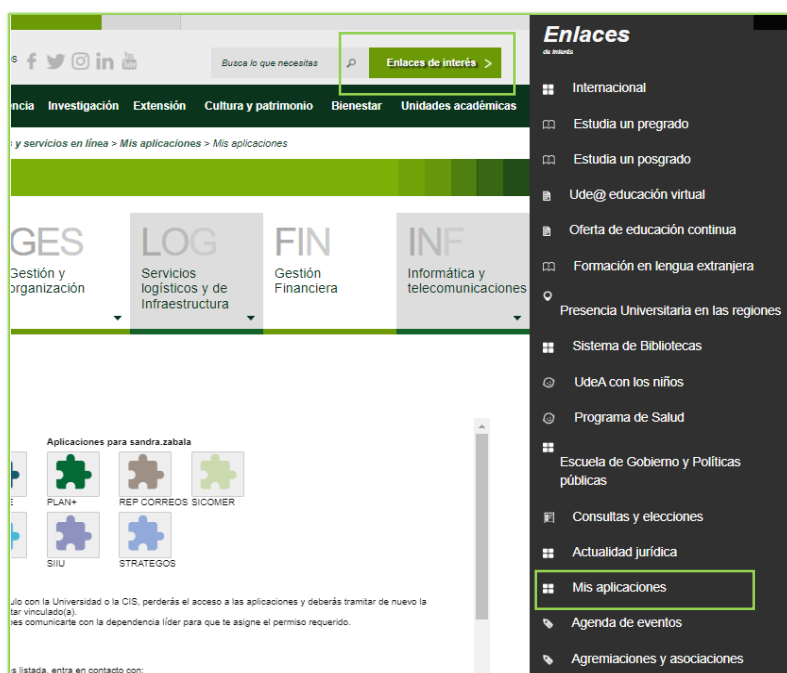 Busca lo que necesitas
Enlaces de interés >
Investigación Extensión Cultura y patrimonio Bienestar Unidades académicas
y servicios en línea > Mis aplicaciones > Mis aplicaciones
GES
Gestión y
organización
LOG
Servicios
logísticos y de
Infraestructura
FIN
Gestión
Financiera
INF
Informática y
telecomunicaciones
Aplicaciones para sandra.zabala
PLAN+
REP CORREOS
SICOMER
SIIU
STRATEGOS
con la Universidad o la CIS, perderás el acceso a las aplicaciones y deberás tramitar de nuevo la
vinculado(a).
comunicarte con la dependencia líder para que te asigne el permiso requerido.
listada, entra en contacto con:
Enlaces
de interés
Internacional
Estudia un pregrado
Estudia un posgrado
Ude@ educación virtual
Oferta de educación continua
Formación en lengua extranjera
Presencia Universitaria en las regiones
Sistema de Bibliotecas
UdeA con los niños
Programa de Salud
Escuela de Gobierno y Políticas
públicas
Consultas y elecciones
Actualidad jurídica
Mis aplicaciones
Agenda de eventos
Agremiaciones y asociaciones